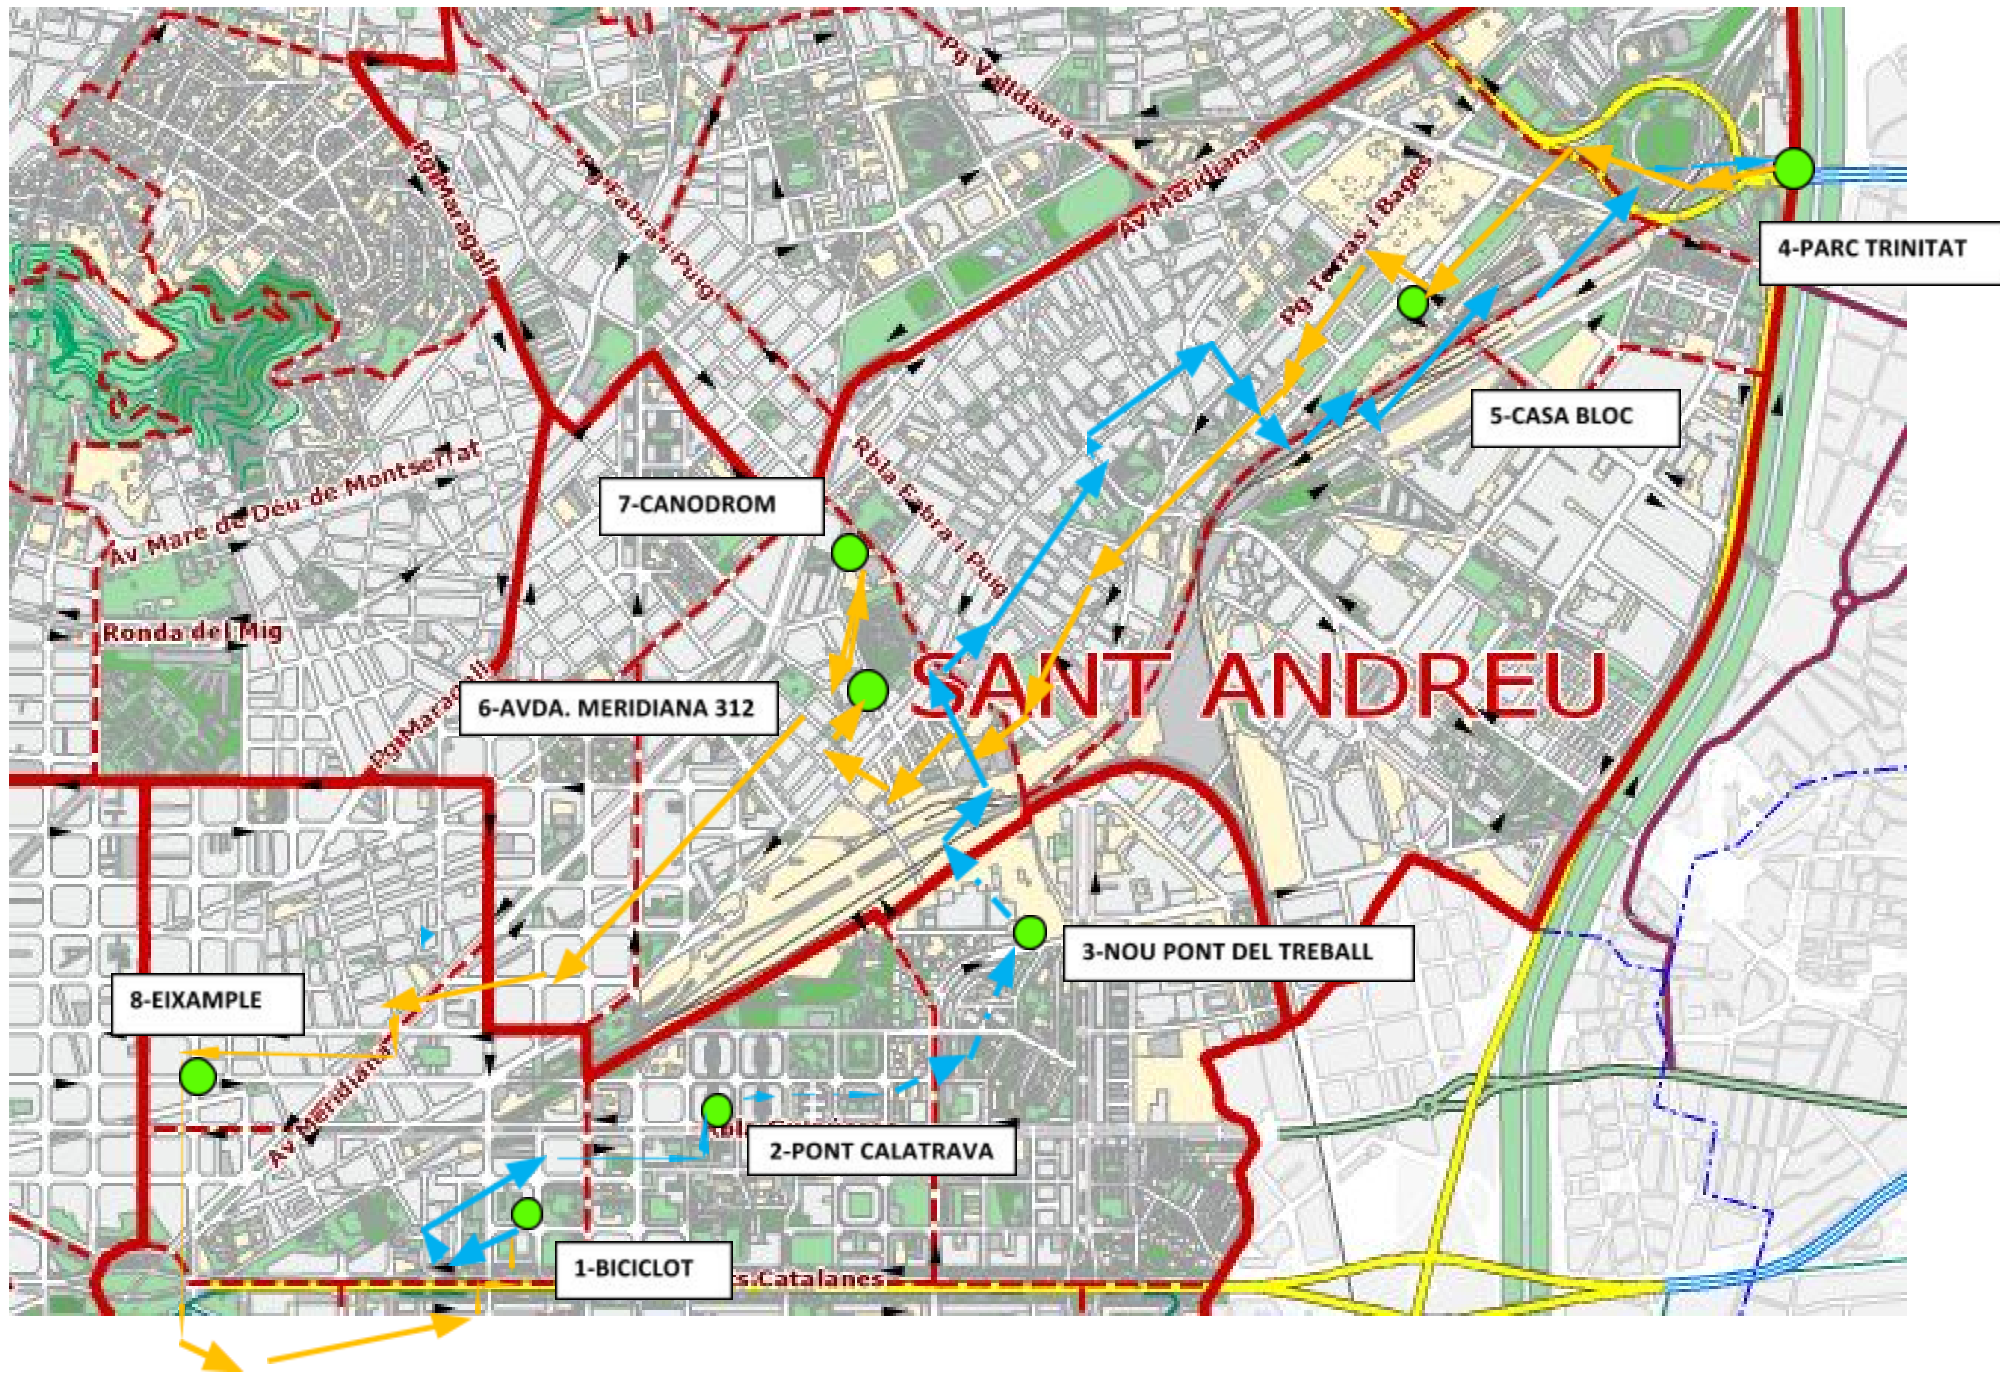 Pg Valldaura
Pg Maragall
Pg Fabra i Puig
Av Meridiana
Pg Torras i Bages
4-PARC TRINITAT
5-CASA BLOC
Rbla Fabra i Puig
Av Mare de Déu de Montserrat
7-CANODROM
Ronda del Mig
SANT ANDREU
Pg Maragall
6-AVDA. MERIDIANA 312
3-NOU PONT DEL TREBALL
8-EIXAMPLE
Av Meridiana
2-PONT CALATRAVA
1-BICICLOT
s Catalanes